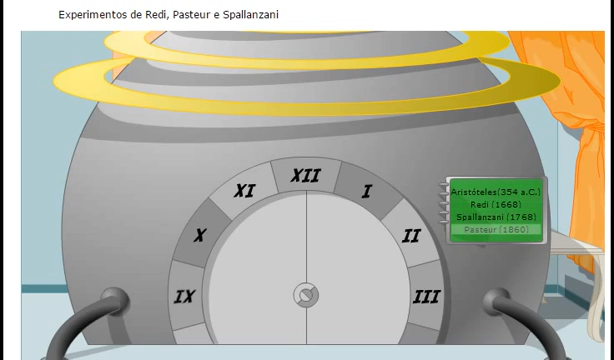 Experimentos de Redi, Pasteur e Spallanzani
XII
XI
I
X
II
IX
III
Aristóteles(354 a.C.)
Redi (1668)
Spallanzani (1768)
Pasteur (1860)